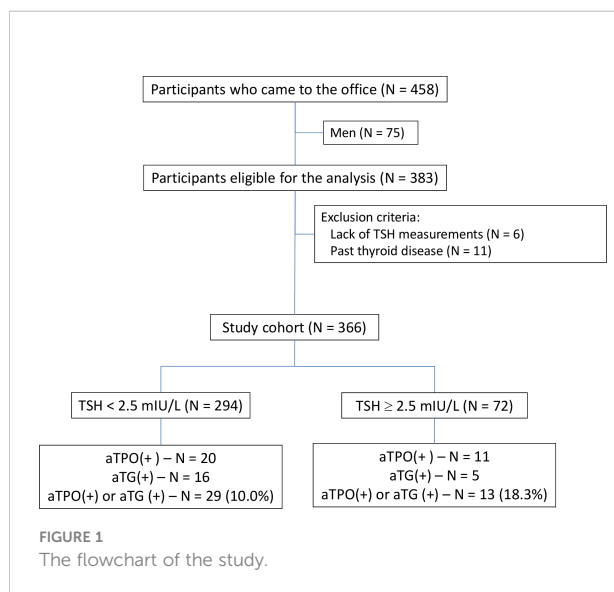 Participants who came to the office (N = 458)
Men (N = 75)
Participants eligible for the analysis (N = 383)
Exclusion criteria:
Lack of TSH measurements (N = 6)
Past thyroid disease (N = 11)
Study cohort (N = 366)
TSH < 2.5 mIU/L (N = 294)
TSH ≥ 2.5 mIU/L (N = 72)
aTPO(+ ) – N = 20
aTG(+) – N = 16
aTPO(+) or aTG (+) – N = 29 (10.0%)
aTPO(+) – N = 11
aTG(+) – N = 5
aTPO(+) or aTG (+) – N = 13 (18.3%)
FIGURE 1
The flowchart of the study.